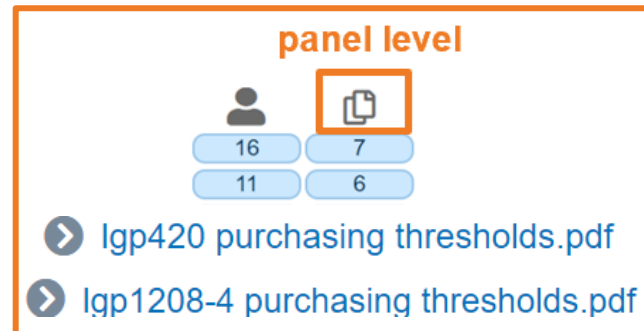 panel level
16 7
11 6
lgp420 purchasing thresholds.pdf
lgp1208-4 purchasing thresholds.pdf